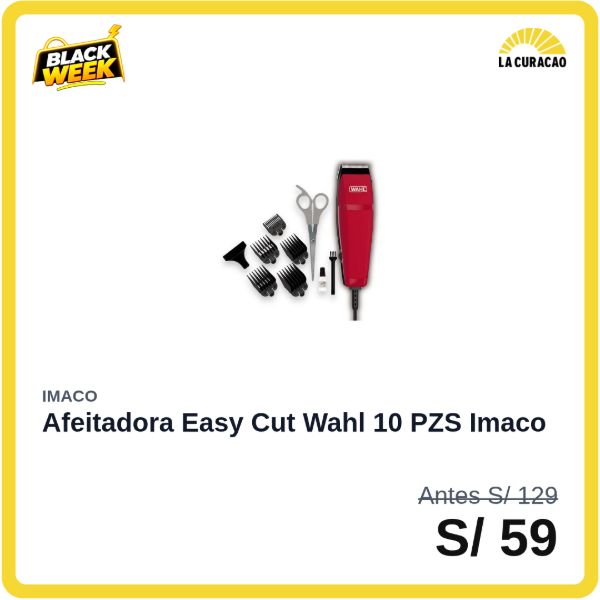 BLACK
WEEK
LA CURACAO
WAHL
IMACO
Afeitadora Easy Cut Wahl 10 PZS Imaco
Antes S/ 129
S/ 59